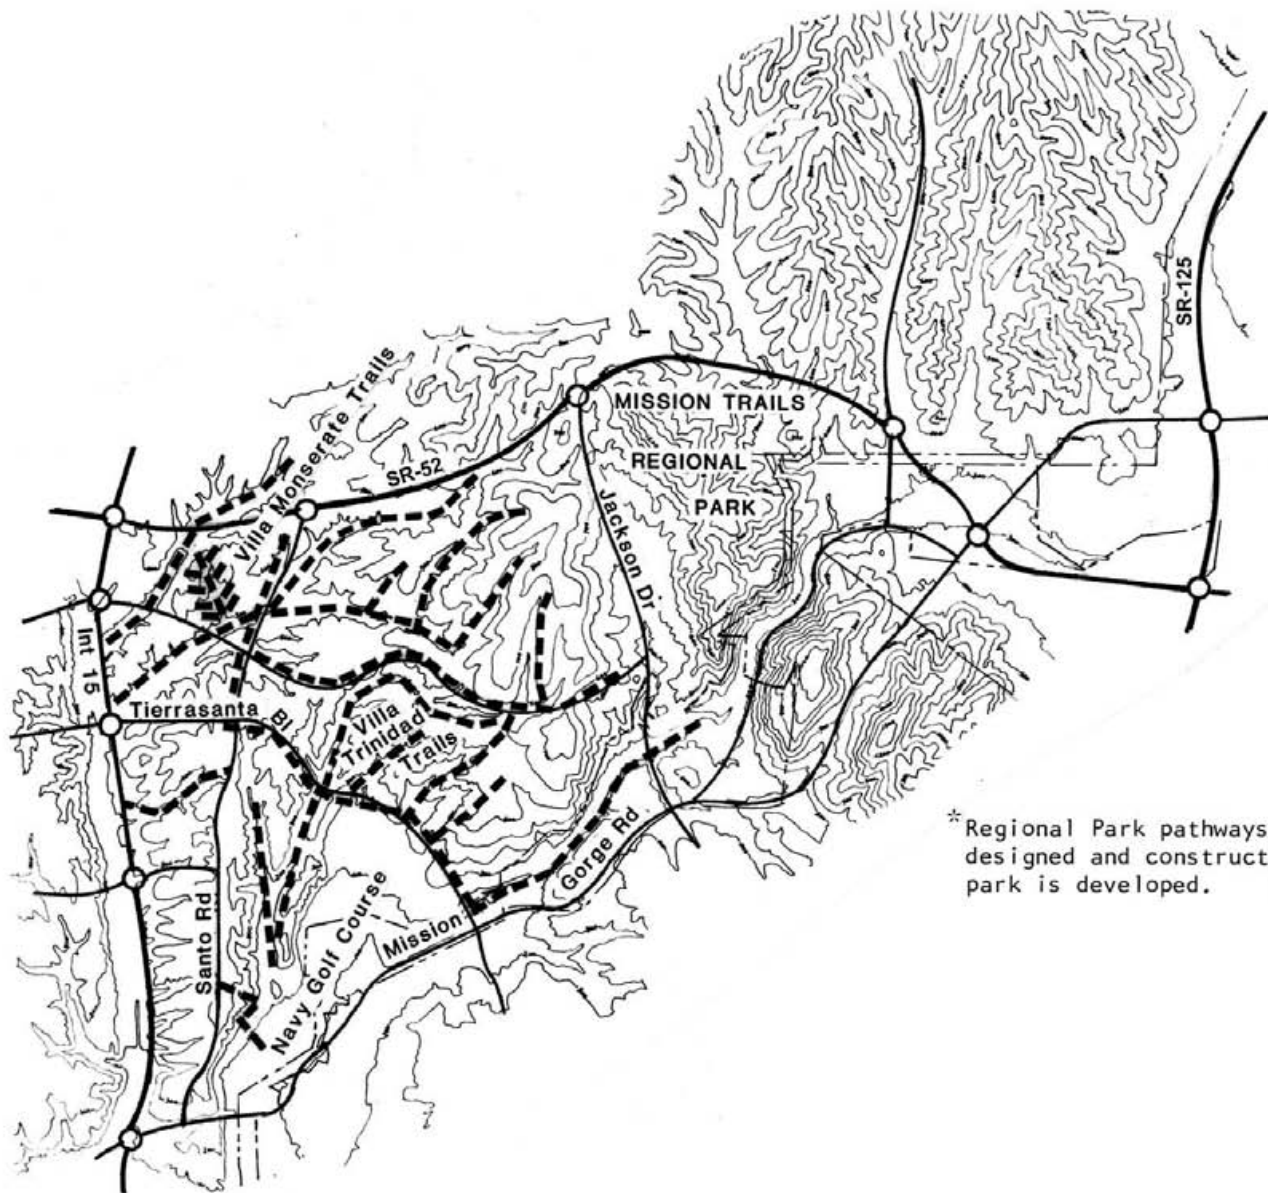 SR-125
Villa Monserate Trails
MISSION TRAILS
REGIONAL
PARK
SR-52
Jackson Dr
Int 15
Tierrasanta Bl
Villa
Trinidad
Trails
*Regional Park pathways
designed and construct
park is developed.
Gorge Rd
Mission
Santo Rd
Navy Golf Course